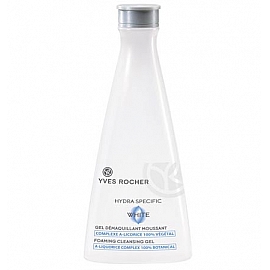 YVES ROCHER
HYDRA SPECIFIC
WHITE
GEL DÉMAQUILLANT MOUSSANT
COMPLEXE A-LICORICE 100% VÉGÉTAL
FOAMING CLEANSING GEL
A-LIQUORICE COMPLEX 100% BOTANICAL